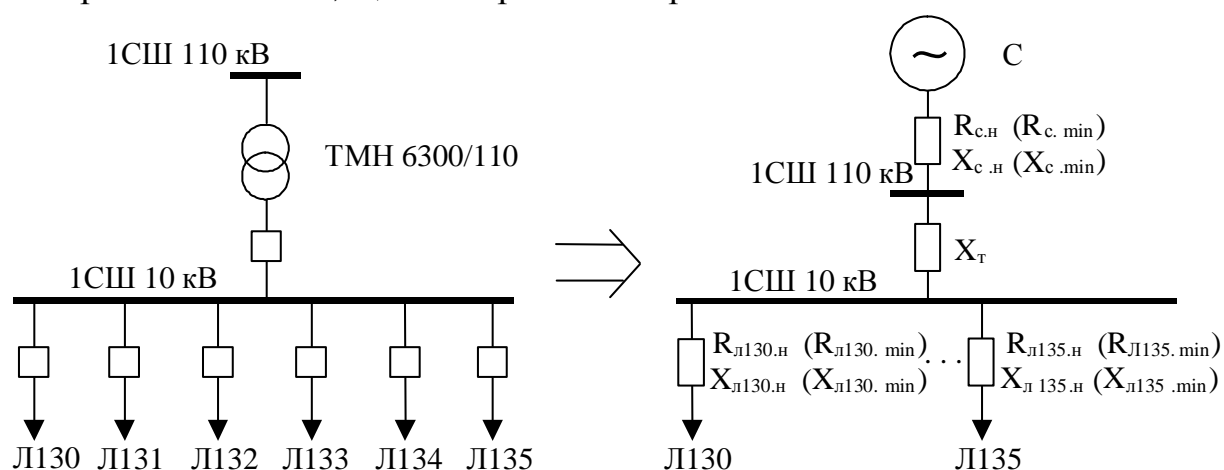 1СШ 110 кВ
ТМН 6300/110
1СШ 10 кВ
Л130 Л131 Л132 Л133 Л134 Л135
~ С
Rс.н (Rс. min)
Xс .н (Xс .min)
1СШ 110 кВ
Xт
1СШ 10 кВ
Rл130.н (Rл130. min) . . . Rл135.н (RЛ135. min)
Xл130.н (Xл130. min) Xл 135.н (Xл135 .min)
Л130 Л135